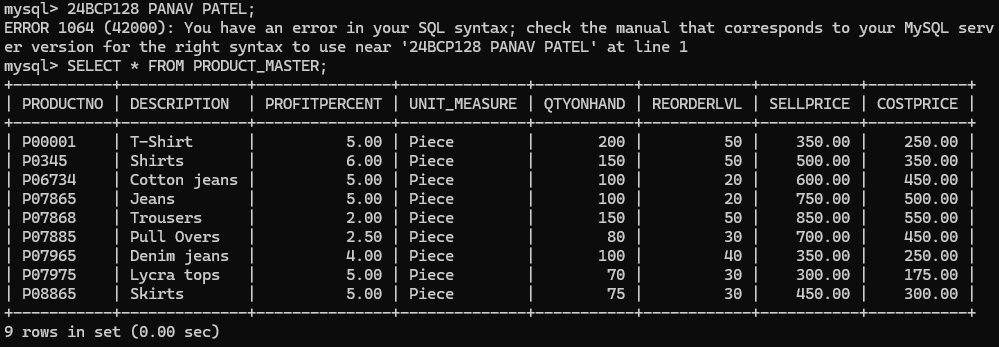 mysql> 24BCP128 PANAV PATEL;
ERROR 1064 (42000): You have an error in your SQL syntax; check the manual that corresponds to your MySQL serv
er version for the right syntax to use near '24BCP128 PANAV PATEL' at line 1
mysql> SELECT * FROM PRODUCT_MASTER;
+-----------+--------------+---------------+--------------+-----------+------------+-----------+-----------+
| PRODUCTNO | DESCRIPTION | PROFITPERCENT | UNIT_MEASURE | QTYONHAND | REORDERLVL | SELLPRICE | COSTPRICE |
+-----------+--------------+---------------+--------------+-----------+------------+-----------+-----------+
| P00001 | T-Shirt | 5.00 | Piece | 200 | 50 | 350.00 | 250.00 |
| P0345 | Shirts | 6.00 | Piece | 150 | 50 | 500.00 | 350.00 |
| P06734 | Cotton jeans | 5.00 | Piece | 100 | 20 | 600.00 | 450.00 |
| P07865 | Jeans | 5.00 | Piece | 100 | 20 | 750.00 | 500.00 |
| P07868 | Trousers | 2.00 | Piece | 150 | 50 | 850.00 | 550.00 |
| P07885 | Pull Overs | 2.50 | Piece | 80 | 30 | 700.00 | 450.00 |
| P07965 | Denim jeans | 4.00 | Piece | 100 | 40 | 350.00 | 250.00 |
| P07975 | Lycra tops | 5.00 | Piece | 70 | 30 | 300.00 | 175.00 |
| P08865 | Skirts | 5.00 | Piece | 75 | 30 | 450.00 | 300.00 |
+-----------+--------------+---------------+--------------+-----------+------------+-----------+-----------+
9 rows in set (0.00 sec)